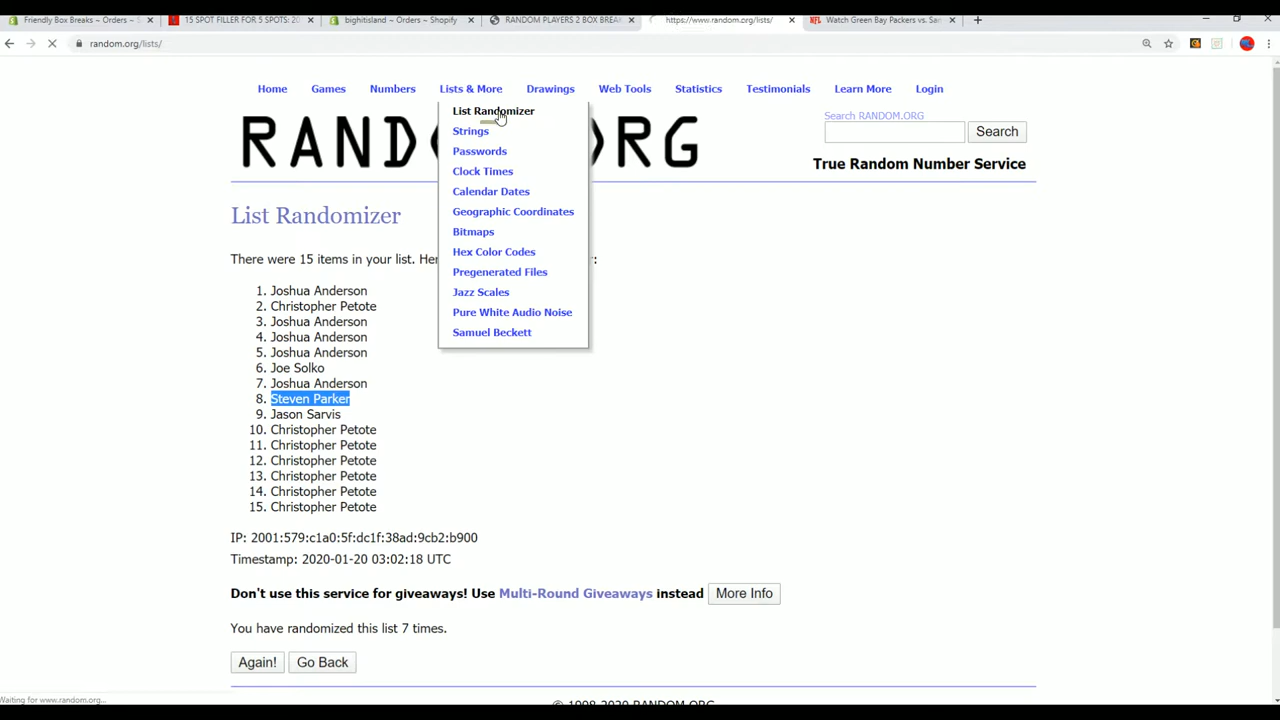 Friendly Box Breaks ~ Orders ~ S
15 SPOT FILLER FOR 5 SPOTS: 20
bighitisland ~ Orders ~ Shopify
RANDOM PLAYERS 2 BOX BREAK
https://www.random.org/lists/
Watch Green Bay Packers vs. San
random.org/lists/
Home Games Numbers Lists & More Drawings Web Tools Statistics Testimonials Learn More Login
List Randomizer
Strings
Passwords
Clock Times
Calendar Dates
Geographic Coordinates
Bitmaps
Hex Color Codes
Pregenerated Files
Jazz Scales
Pure White Audio Noise
Samuel Beckett
RAND RG
Search RANDOM.ORG
Search
True Random Number Service
List Randomizer
There were 15 items in your list. Her :
1. Joshua Anderson
2. Christopher Petote
3. Joshua Anderson
4. Joshua Anderson
5. Joshua Anderson
6. Joe Solko
7. Joshua Anderson
8. Steven Parker
9. Jason Sarvis
10. Christopher Petote
11. Christopher Petote
12. Christopher Petote
13. Christopher Petote
14. Christopher Petote
15. Christopher Petote
IP: 2001:579:c1a0:5f:dc1f:38ad:9cb2:b900
Timestamp: 2020-01-20 03:02:18 UTC
Don't use this service for giveaways! Use Multi-Round Giveaways instead More Info
You have randomized this list 7 times.
Again! Go Back
© 1998-2020 RANDOM.ORG
Waiting for www.random.org...